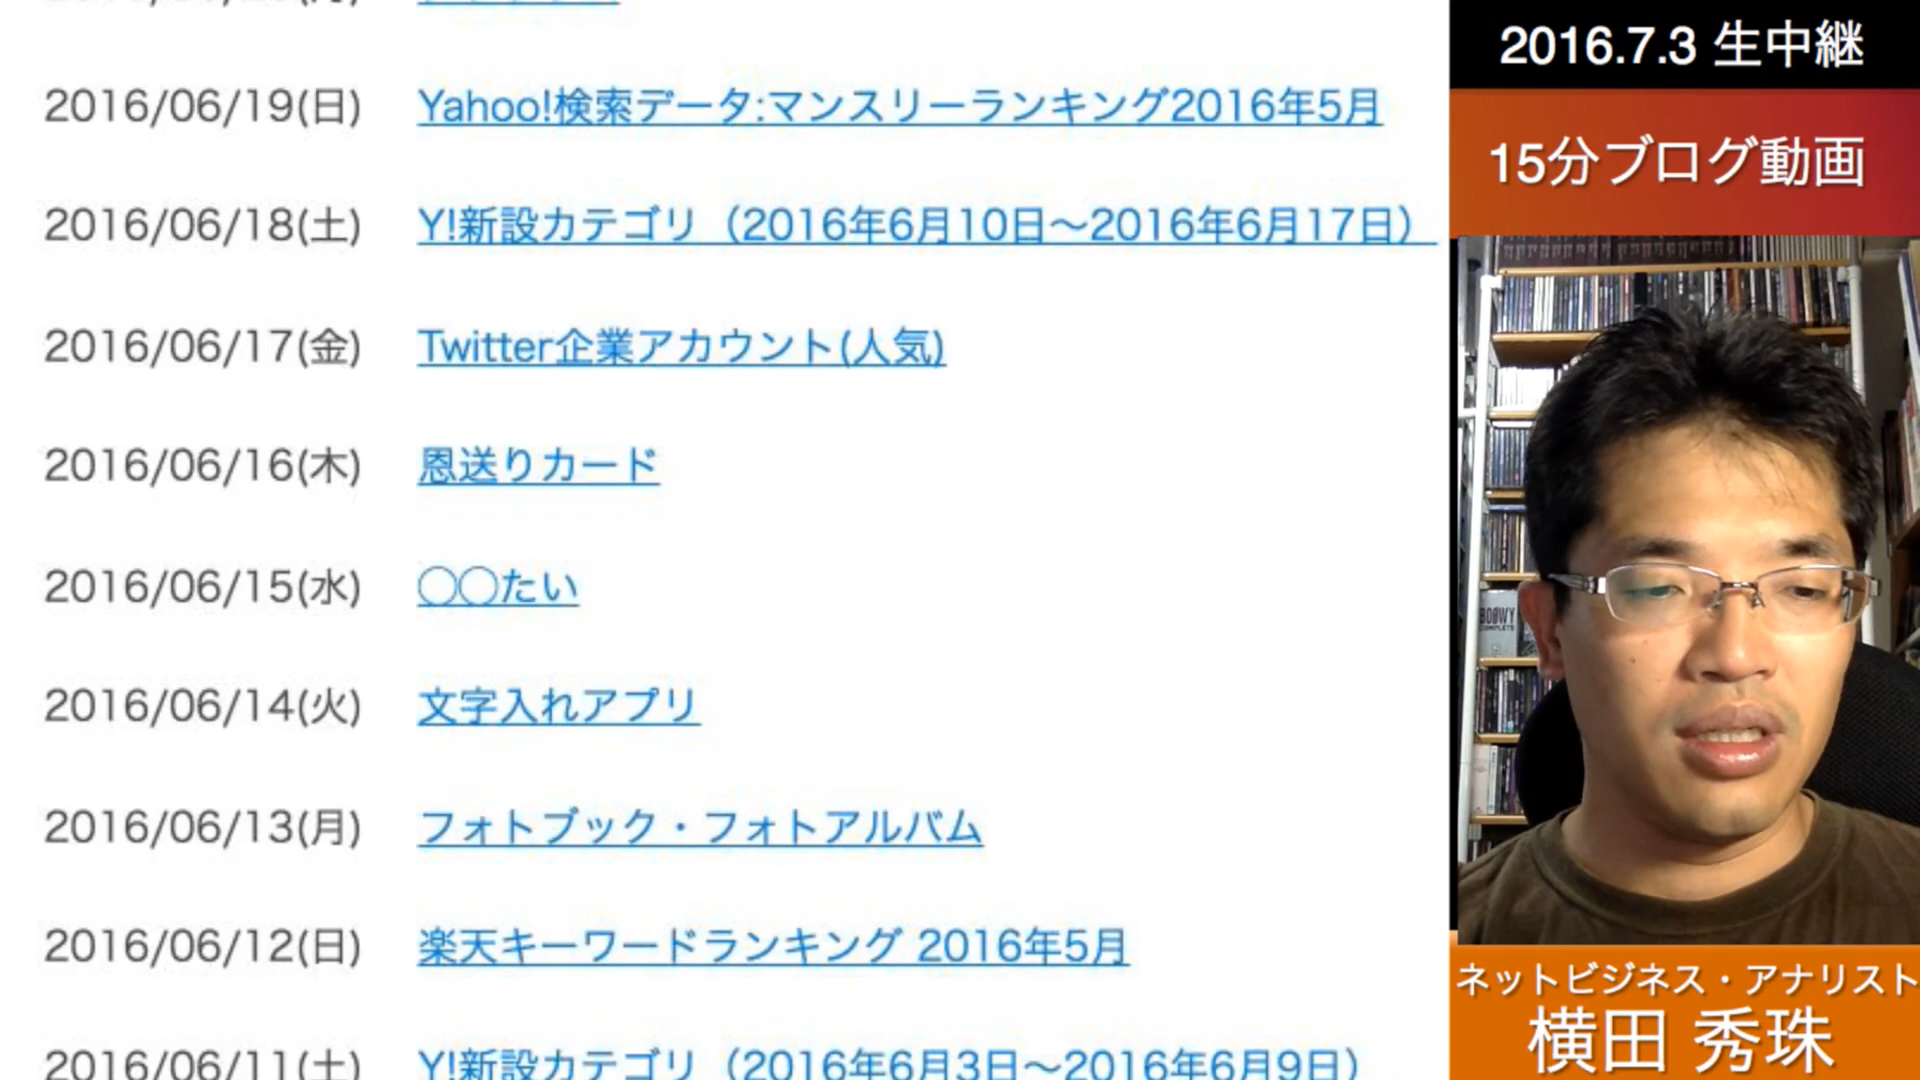 2016/06/19(日) Yahoo!検索データ:マンスリーランキング2016年5月
2016/06/18(土) Y!新設カテゴリ（2016年6月10日〜2016年6月17日）
2016/06/17(金) Twitter企業アカウント(人気)
2016/06/16(木) 恩送りカード
2016/06/15(水) ◯◯たい
2016/06/14(火) 文字入れアプリ
2016/06/13(月) フォトブック・フォトアルバム
2016/06/12(日) 楽天キーワードランキング 2016年5月
2016/06/11(土) Y!新設カテゴリ（2016年6月3日〜2016年6月9日）
2016.7.3 生中継
15分ブログ動画
BOØWY
COMPLETE
ネットビジネス・アナリスト
横田 秀珠